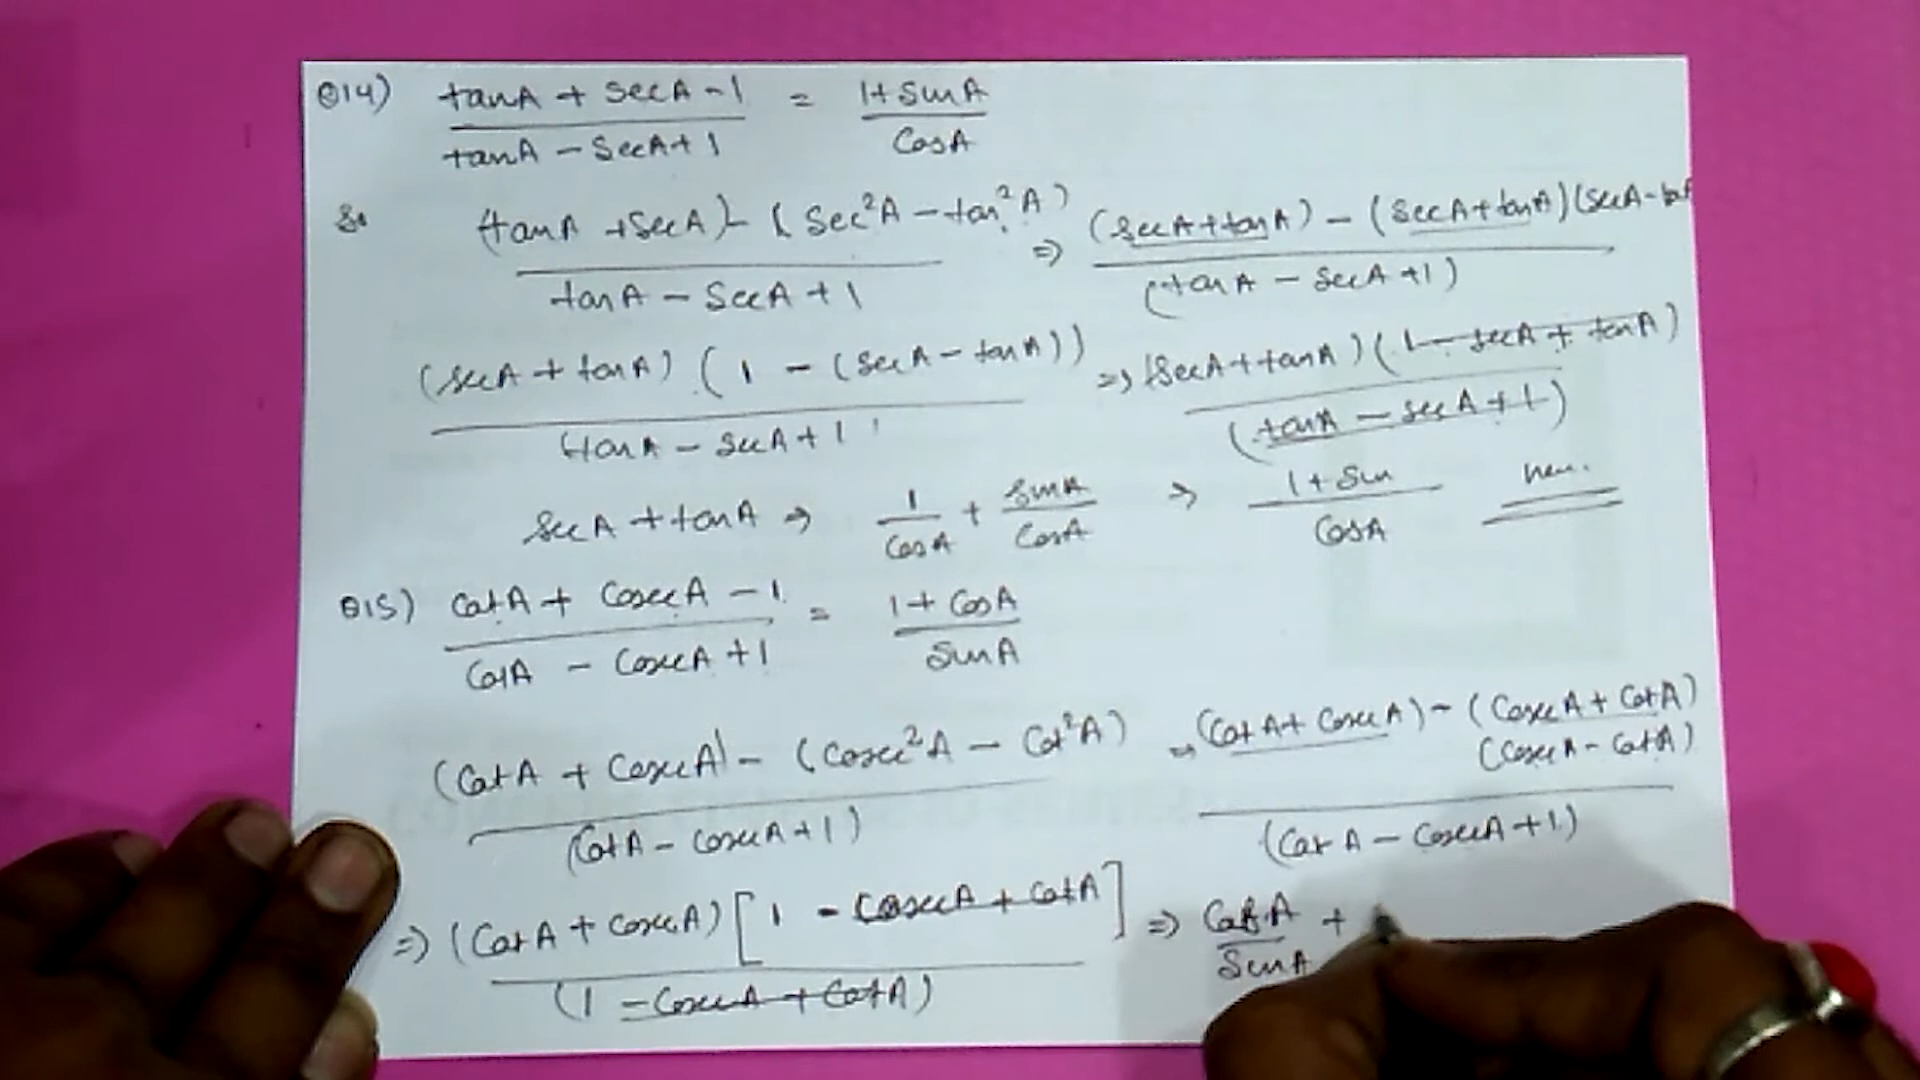 Q14) tanA + secA - 1 = 1 + SinA
tanA - SecA + 1 CosA
(tanA + SecA) - (Sec²A - tan²A) ⇒ (SecA + tanA) - (SecA + tanA)(SecA - tanA
tanA - SecA + 1 (tanA - SecA + 1)
(SecA + tanA) (1 - (SecA - tanA)) ⇒ (SecA + tanA) (1 - secA + tanA)
tanA - SecA + 1 (tanA - secA + 1)
SecA + tanA ⇒ 1 + SinA ⇒ 1 + Sin
CosA CosA CosA
Q15) CotA + CosecA - 1 = 1 + CosA
CotA - CosecA + 1 SinA
(CotA + CosecA) - (Cosec²A - Cot²A) ⇒ (CotA + CosecA) - (CosecA + CotA)
(CosecA - CotA)
(CotA - CosecA + 1) (CotA - CosecA + 1)
⇒ (CotA + CosecA) [1 - CosecA + CotA] ⇒ CosA +
(1 - CosecA + CotA) SinA